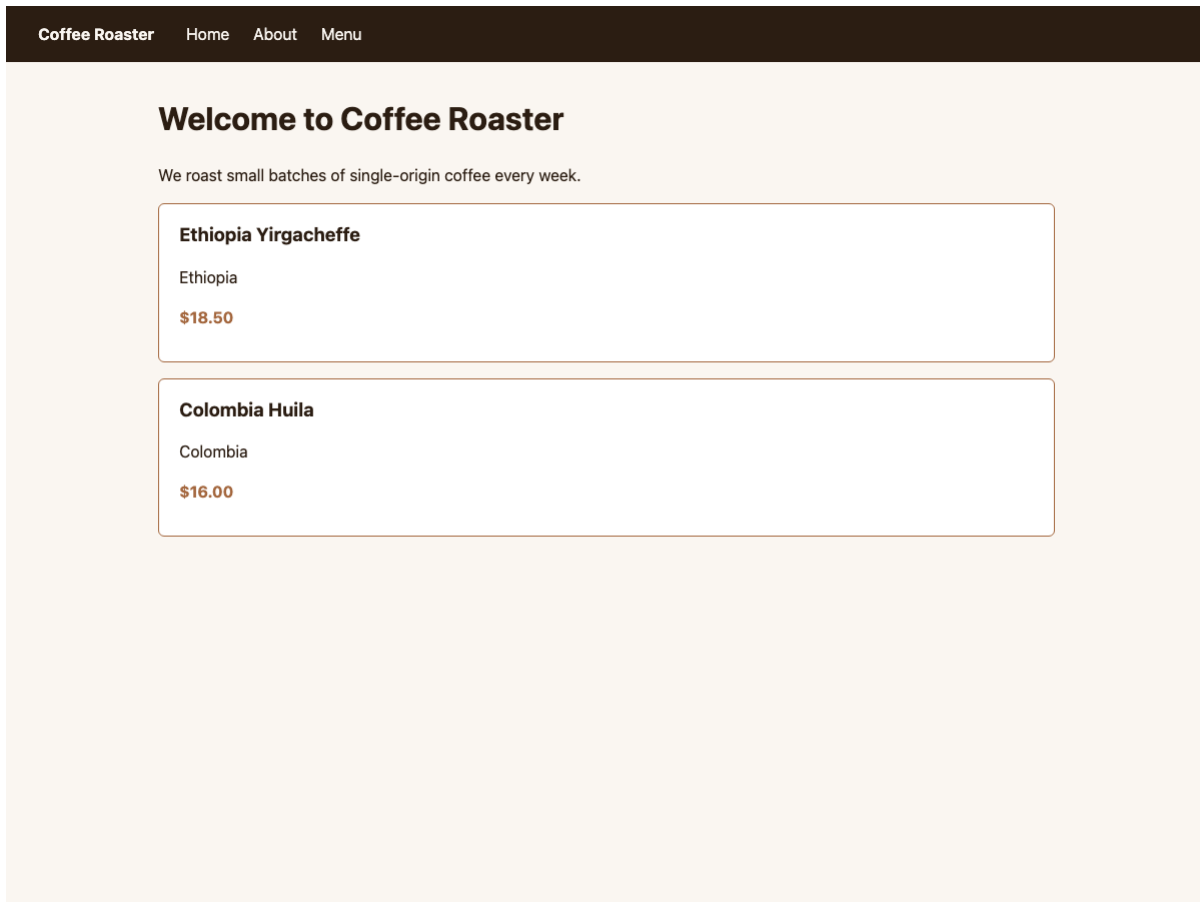 Coffee Roaster Home About Menu
Welcome to Coffee Roaster
We roast small batches of single-origin coffee every week.
Ethiopia Yirgacheffe
Ethiopia
$18.50
Colombia Huila
Colombia
$16.00